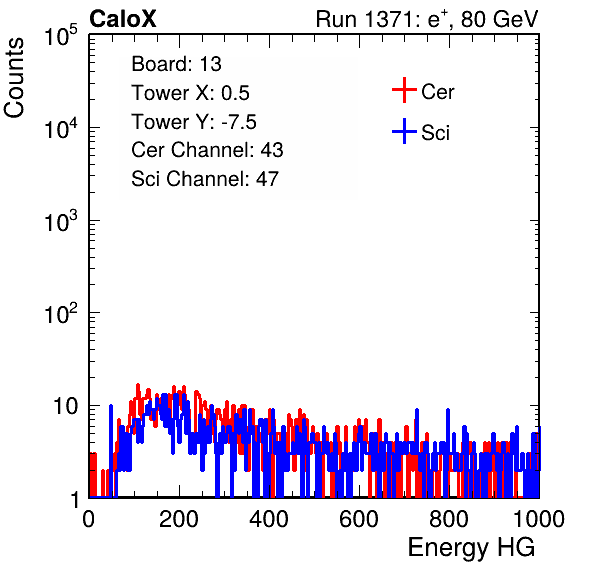 CaloX Run 1371: e⁺, 80 GeV
Counts
10⁵
10⁴
10³
10²
10
1
Board: 13
Tower X: 0.5
Tower Y: -7.5
Cer Channel: 43
Sci Channel: 47
Cer
Sci
0 200 400 600 800 1000
Energy HG